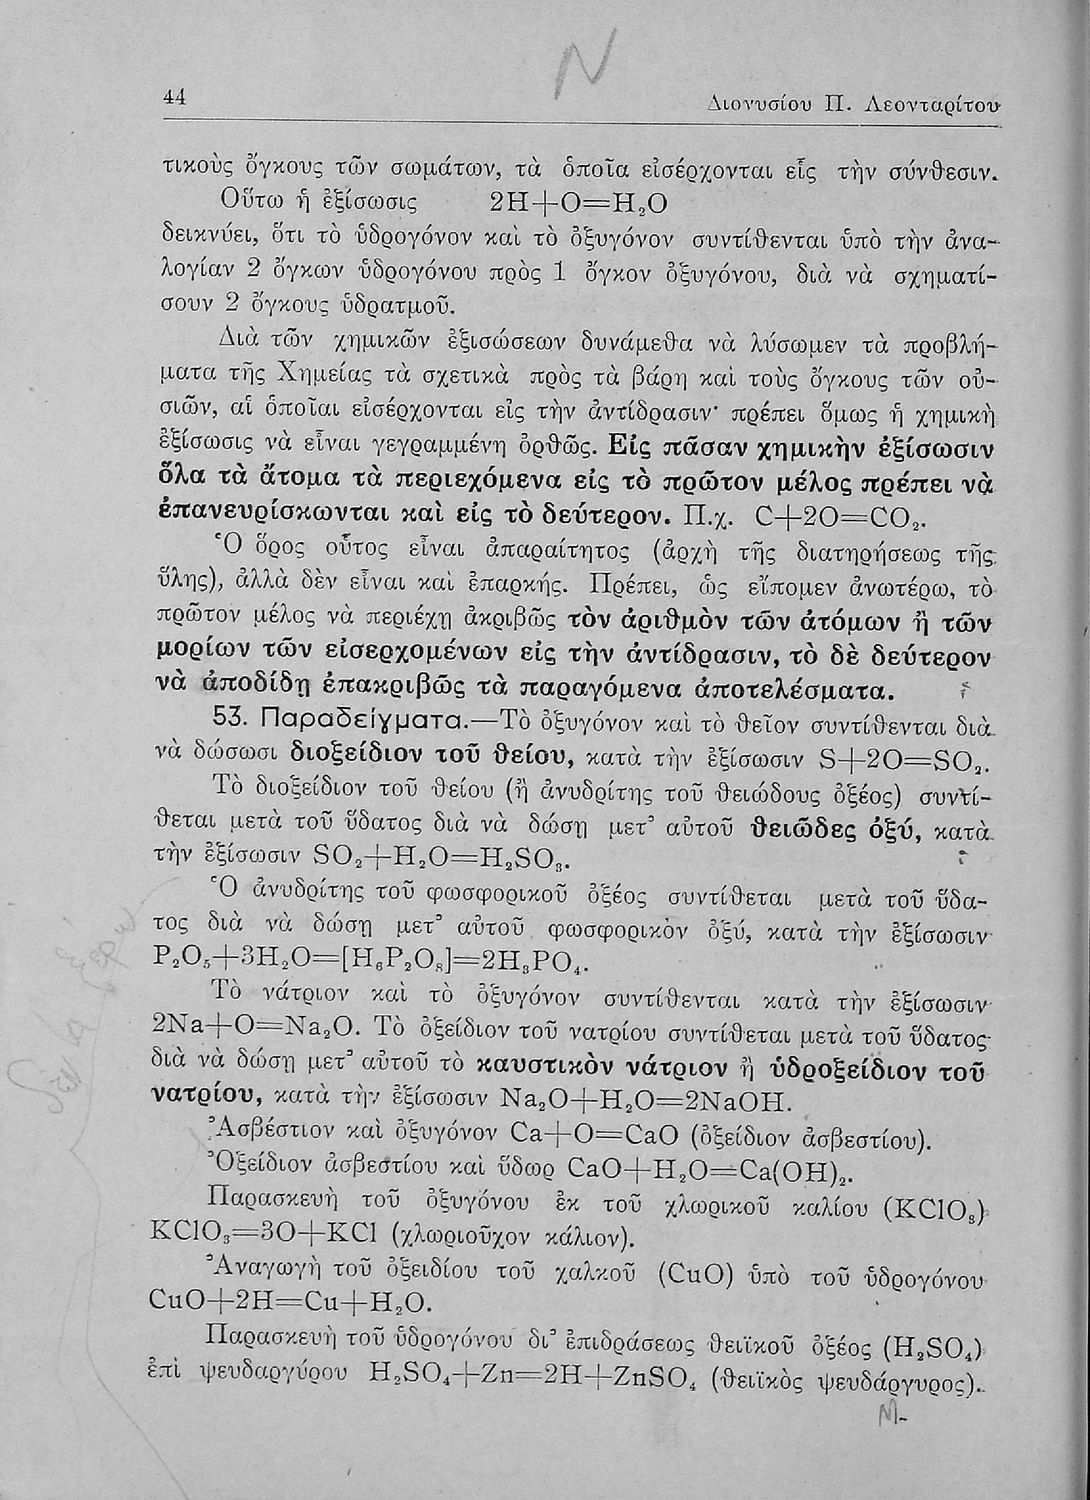 N
44
Διονυσίου Π. Λεονταρίτου
τικοὺς ὄγκους τῶν σωμάτων, τὰ ὁποῖα εἰσέρχονται εἰς τὴν σύνθεσιν.
Οὕτω ἡ ἐξίσωσις 2H+O=H₂O
δεικνύει, ὅτι τὸ ὑδρογόνον καὶ τὸ ὀξυγόνον συντίθενται ὑπὸ τὴν ἀνα-
λογίαν 2 ὄγκων ὑδρογόνου πρὸς 1 ὄγκον ὀξυγόνου, διὰ νὰ σχηματί-
σουν 2 ὄγκους ὑδρατμοῦ.
Διὰ τῶν χημικῶν ἐξισώσεων δυνάμεθα νὰ λύσωμεν τὰ προβλή-
ματα τῆς Χημείας τὰ σχετικὰ πρὸς τὰ βάρη καὶ τοὺς ὄγκους τῶν οὐ-
σιῶν, αἱ ὁποῖαι εἰσέρχονται εἰς τὴν ἀντίδρασιν· πρέπει ὅμως ἡ χημικὴ
ἐξίσωσις νὰ εἶναι γεγραμμένη ὀρθῶς. Εἰς πᾶσαν χημικὴν ἐξίσωσιν
ὅλα τὰ ἄτομα τὰ περιεχόμενα εἰς τὸ πρῶτον μέλος πρέπει νὰ
ἐπανευρίσκωνται καὶ εἰς τὸ δεύτερον. Π.χ. C+2O=CO₂.
Ὁ ὅρος οὗτος εἶναι ἀπαραίτητος (ἀρχὴ τῆς διατηρήσεως τῆς
ὕλης), ἀλλὰ δὲν εἶναι καὶ ἐπαρκής. Πρέπει, ὡς εἴπομεν ἀνωτέρω, τὸ
πρῶτον μέλος νὰ περιέχῃ ἀκριβῶς τὸν ἀριθμὸν τῶν ἀτόμων ἢ τῶν
μορίων τῶν εἰσερχομένων εἰς τὴν ἀντίδρασιν, τὸ δὲ δεύτερον
νὰ ἀποδίδῃ ἐπακριβῶς τὰ παραγόμενα ἀποτελέσματα.
53. Παραδείγματα.—Τὸ ὀξυγόνον καὶ τὸ θεῖον συντίθενται διὰ
νὰ δώσωσι διοξείδιον τοῦ θείου, κατὰ τὴν ἐξίσωσιν S+2O=SO₂.
Τὸ διοξείδιον τοῦ θείου (ἢ ἀνυδρίτης τοῦ θειώδους ὀξέος) συντί-
θεται μετὰ τοῦ ὕδατος διὰ νὰ δώσῃ μετ᾽ αὐτοῦ θειῶδες ὀξύ, κατὰ
τὴν ἐξίσωσιν SO₂+H₂O=H₂SO₃.
Ὁ ἀνυδρίτης τοῦ φωσφορικοῦ ὀξέος συντίθεται μετὰ τοῦ ὕδα-
τος διὰ νὰ δώσῃ μετ᾽ αὐτοῦ φωσφορικὸν ὀξύ, κατὰ τὴν ἐξίσωσιν
P₂O₅+3H₂O=[H₆P₂O₈]=2H₃PO₄.
Τὸ νάτριον καὶ τὸ ὀξυγόνον συντίθενται κατὰ τὴν ἐξίσωσιν
2Na+O=Na₂O. Τὸ ὀξείδιον τοῦ νατρίου συντίθεται μετὰ τοῦ ὕδατος
διὰ νὰ δώσῃ μετ᾽ αὐτοῦ τὸ καυστικὸν νάτριον ἢ ὑδροξείδιον τοῦ
νατρίου, κατὰ τὴν ἐξίσωσιν Na₂O+H₂O=2NaOH.
Ἀσβέστιον καὶ ὀξυγόνον Ca+O=CaO (ὀξείδιον ἀσβεστίου).
Ὀξείδιον ἀσβεστίου καὶ ὕδωρ CaO+H₂O=Ca(OH)₂.
Παρασκευὴ τοῦ ὀξυγόνου ἐκ τοῦ χλωρικοῦ καλίου (KClO₃)
KClO₃=3O+KCl (χλωριοῦχον κάλιον).
Ἀναγωγὴ τοῦ ὀξειδίου τοῦ χαλκοῦ (CuO) ὑπὸ τοῦ ὑδρογόνου
CuO+2H=Cu+H₂O.
Παρασκευὴ τοῦ ὑδρογόνου δι᾽ ἐπιδράσεως θειϊκοῦ ὀξέος (H₂SO₄)
ἐπὶ ψευδαργύρου H₂SO₄+Zn=2H+ZnSO₄ (θειϊκὸς ψευδάργυρος).